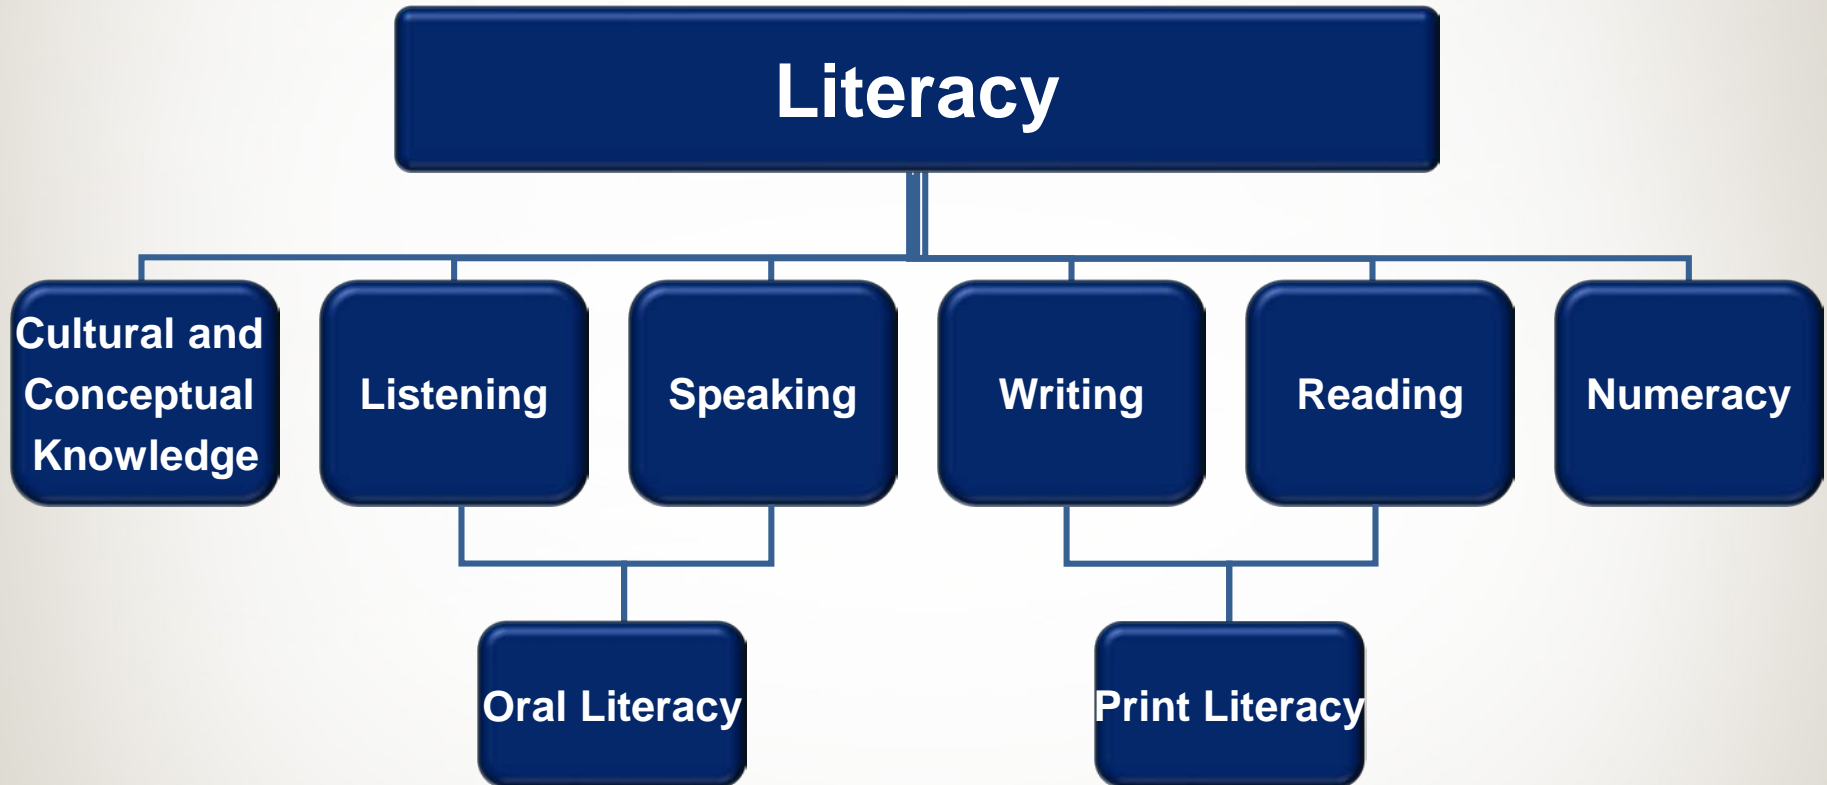 Literacy
Cultural and
Conceptual
Knowledge
Listening
Speaking
Writing
Reading
Numeracy
Oral Literacy
Print Literacy